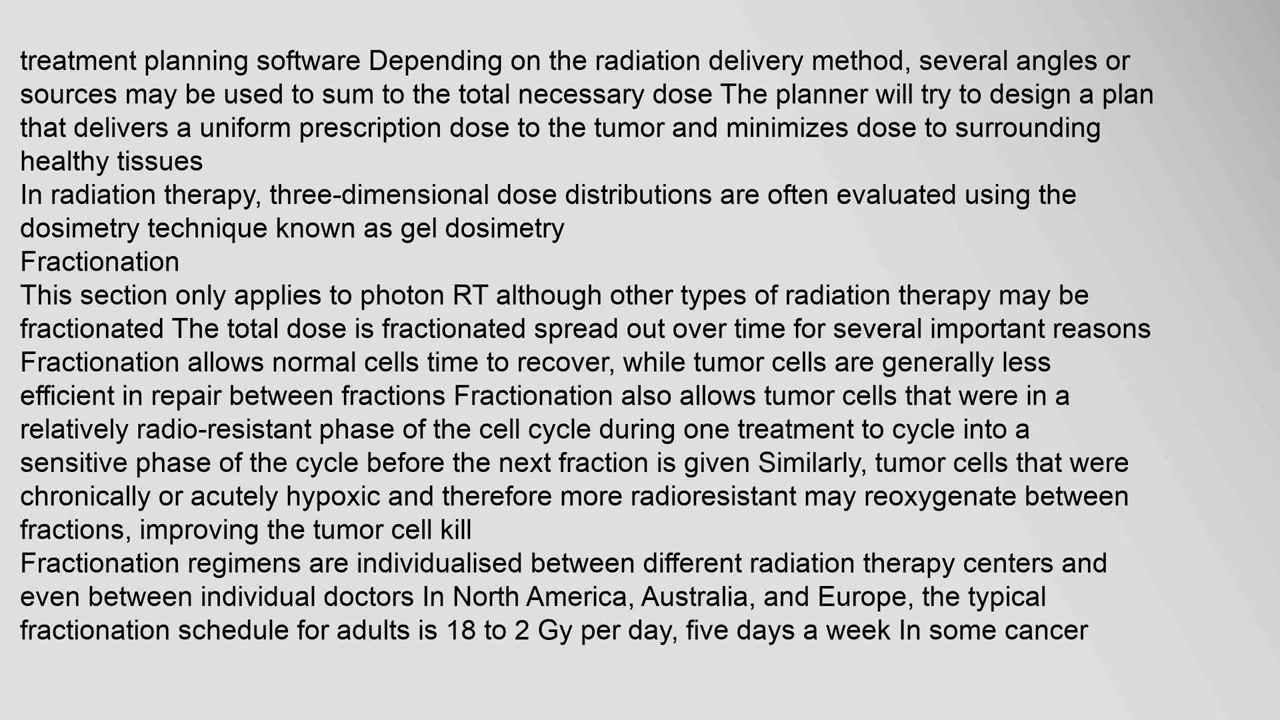 treatment planning software Depending on the radiation delivery method, several angles or
sources may be used to sum to the total necessary dose The planner will try to design a plan
that delivers a uniform prescription dose to the tumor and minimizes dose to surrounding
healthy tissues
In radiation therapy, three-dimensional dose distributions are often evaluated using the
dosimetry technique known as gel dosimetry
Fractionation
This section only applies to photon RT although other types of radiation therapy may be
fractionated The total dose is fractionated spread out over time for several important reasons
Fractionation allows normal cells time to recover, while tumor cells are generally less
efficient in repair between fractions Fractionation also allows tumor cells that were in a
relatively radio-resistant phase of the cell cycle during one treatment to cycle into a
sensitive phase of the cycle before the next fraction is given Similarly, tumor cells that were
chronically or acutely hypoxic and therefore more radioresistant may reoxygenate between
fractions, improving the tumor cell kill
Fractionation regimens are individualised between different radiation therapy centers and
even between individual doctors In North America, Australia, and Europe, the typical
fractionation schedule for adults is 18 to 2 Gy per day, five days a week In some cancer